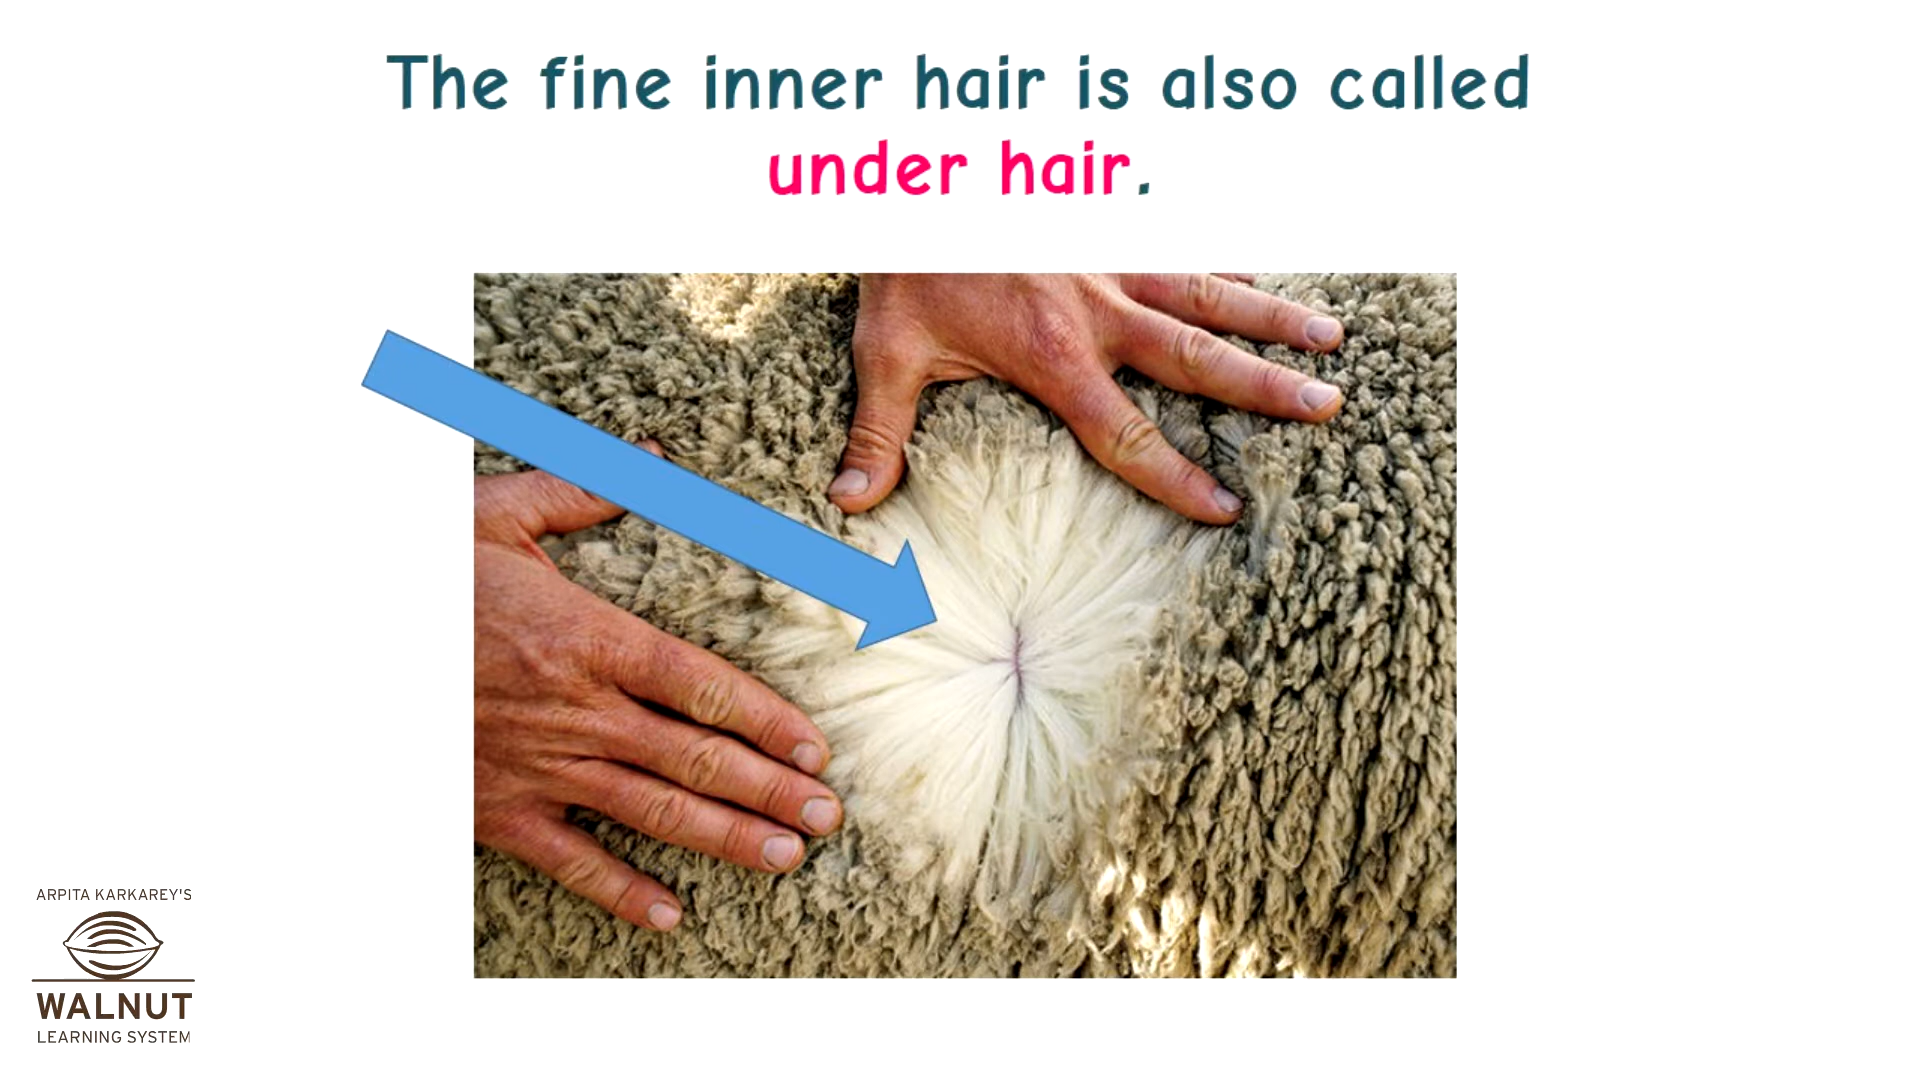 The fine inner hair is also called
under hair.
ARPITA KARKAREY'S
WALNUT
LEARNING SYSTEM